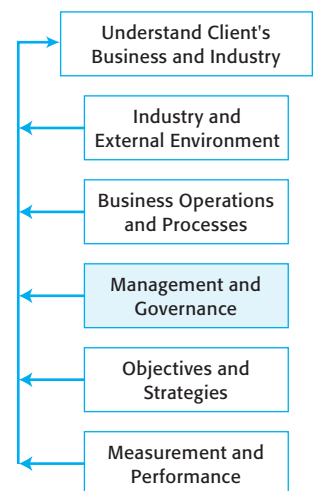 Understand Client's
Business and Industry
Industry and
External Environment
Business Operations
and Processes
Management and
Governance
Objectives and
Strategies
Measurement and
Performance